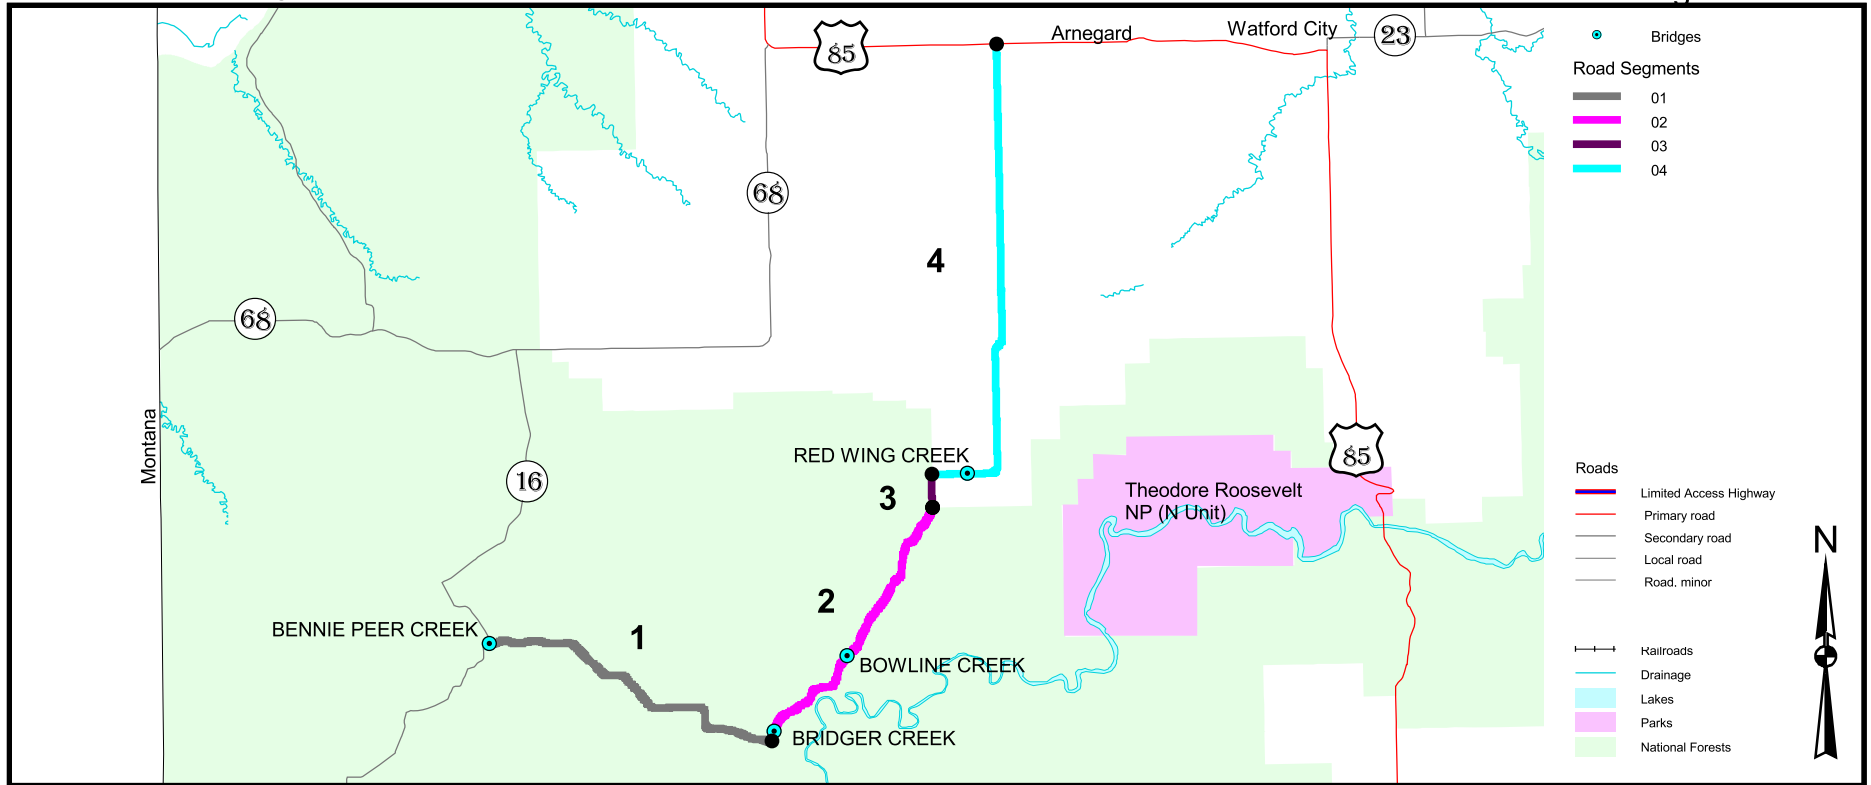 85
Arnegard
Watford City
23
Bridges
Road Segments
01
02
03
04
68
4
68
Montana
16
RED WING CREEK
3
85
Theodore Roosevelt
NP (N Unit)
Roads
Limited Access Highway
Primary road
Secondary road
Local road
Road, minor
N
2
BENNIE PEER CREEK
1
BOWLINE CREEK
BRIDGER CREEK
Railroads
Drainage
Lakes
Parks
National Forests